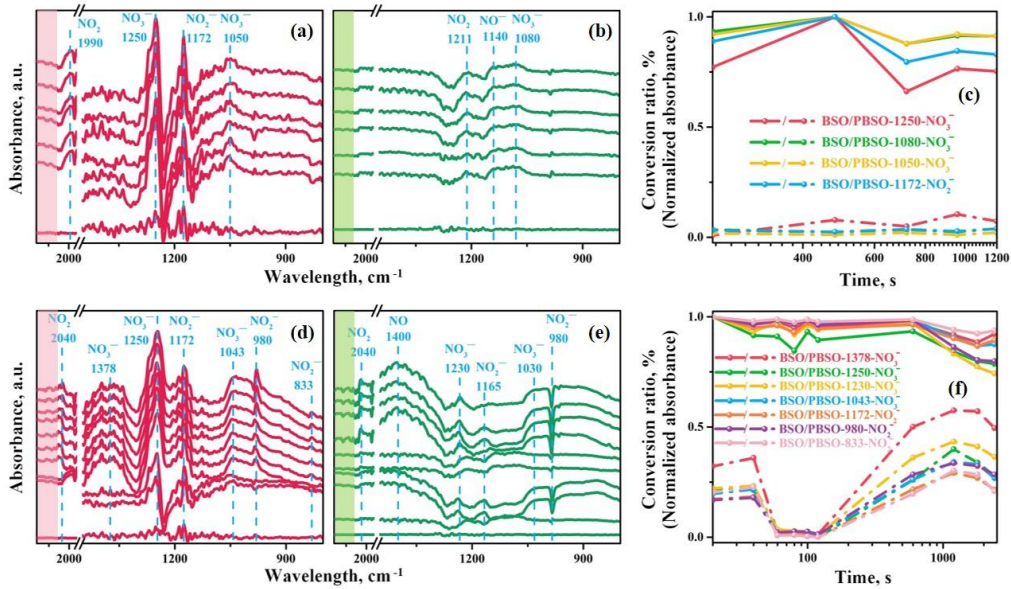 NO₂
1990
NO₃⁻
1250
NO₂⁻
1172
NO₃⁻
1050
(a)
Absorbance, a.u.
2000
1200
900
Wavelength, cm⁻¹
NO₂
1211
NO⁻
1140
NO₃⁻
1080
(b)
2000
1200
900
Conversion ratio, %
(Normalized absorbance)
1.0
0.5
0.0
(c)
BSO/PBSO-1250-NO₃⁻
BSO/PBSO-1080-NO₃⁻
BSO/PBSO-1050-NO₃⁻
BSO/PBSO-1172-NO₂⁻
400
600
800
1000
1200
Time, s
(d)
NO₂
2040
NO₃⁻
1378
NO₃⁻
1250
NO₂⁻
1172
NO₃⁻
1043
NO₂⁻
980
NO₂⁻
833
Absorbance, a.u.
2000
1200
900
Wavelength, cm⁻¹
(e)
NO₂
2040
NO
1400
NO₃⁻
1230
NO₂⁻
1165
NO₃⁻
1030
NO₂⁻
980
2000
1200
900
Conversion ratio, %
(Normalized absorbance)
1.0
0.5
0.0
BSO/PBSO-1378-NO₃⁻
BSO/PBSO-1250-NO₃⁻
BSO/PBSO-1230-NO₃⁻
BSO/PBSO-1043-NO₃⁻
BSO/PBSO-1172-NO₂⁻
BSO/PBSO-980-NO₂⁻
BSO/PBSO-833-NO₂⁻
(f)
100
1000
Time, s